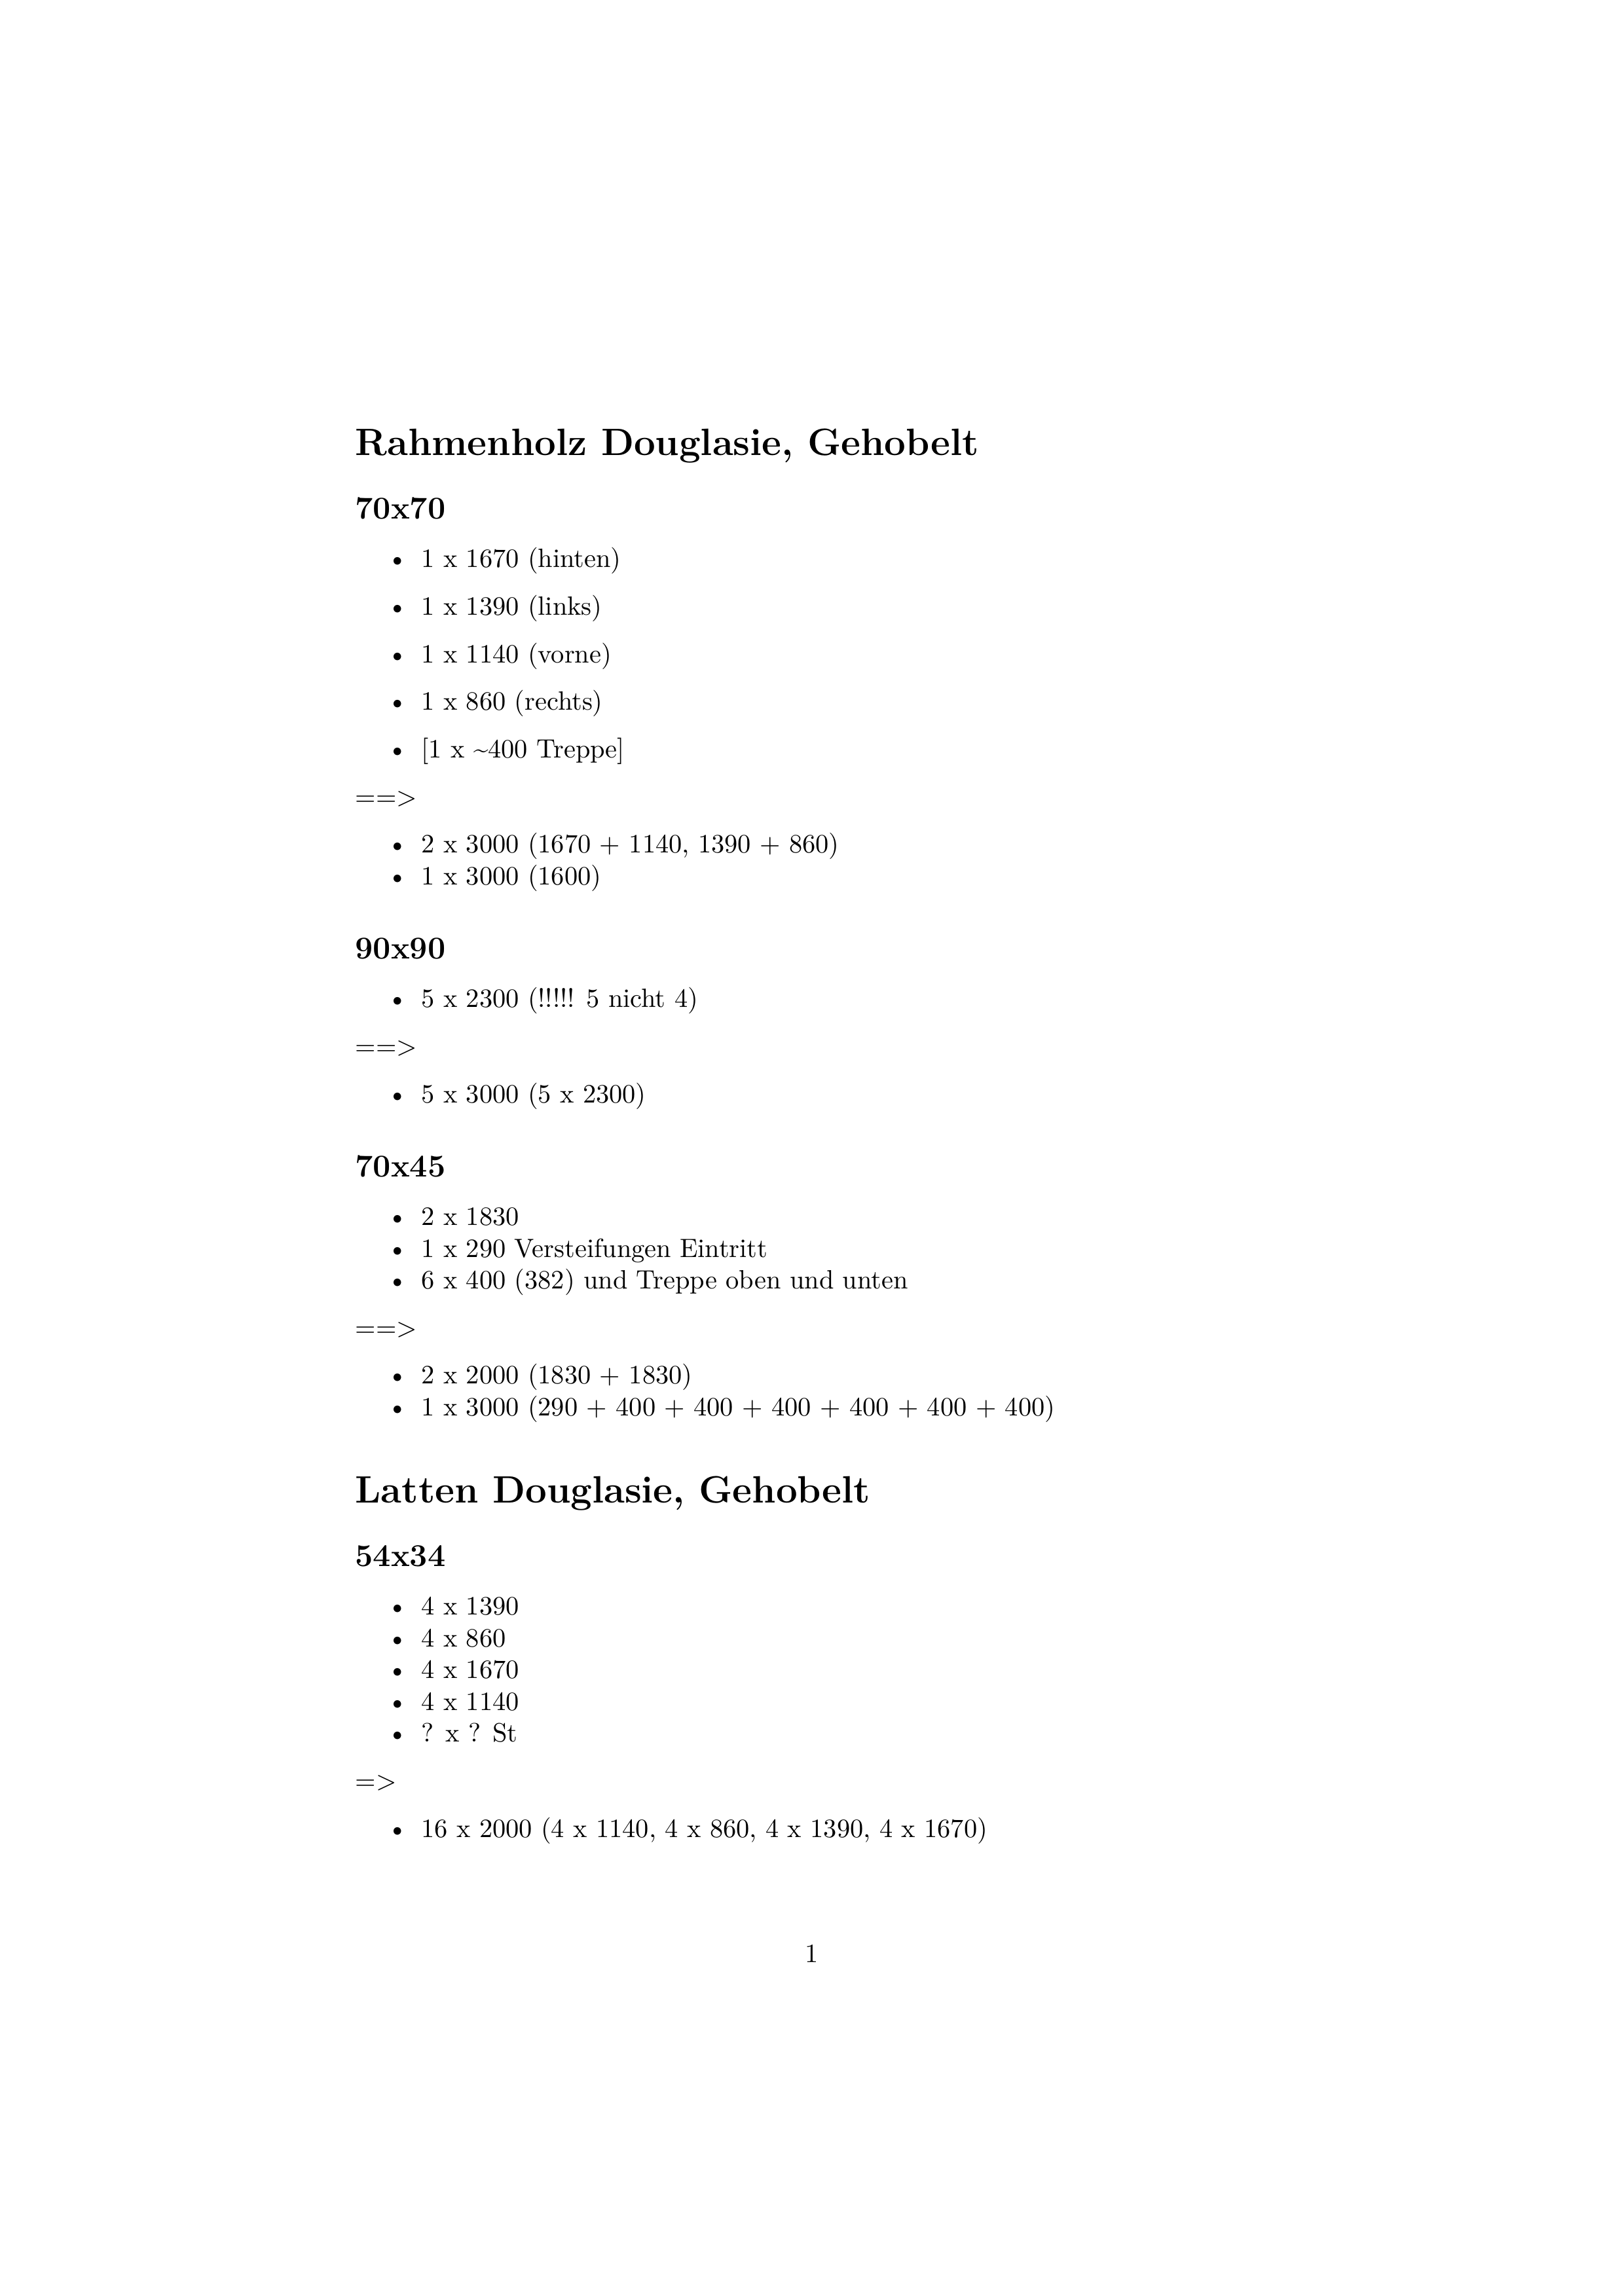 Rahmenholz Douglasie, Gehobelt
70x70
• 1 x 1670 (hinten)
• 1 x 1390 (links)
• 1 x 1140 (vorne)
• 1 x 860 (rechts)
• [1 x ~400 Treppe]
==>
• 2 x 3000 (1670 + 1140, 1390 + 860)
• 1 x 3000 (1600)
90x90
• 5 x 2300 (!!!!! 5 nicht 4)
==>
• 5 x 3000 (5 x 2300)
70x45
• 2 x 1830
• 1 x 290 Versteifungen Eintritt
• 6 x 400 (382) und Treppe oben und unten
==>
• 2 x 2000 (1830 + 1830)
• 1 x 3000 (290 + 400 + 400 + 400 + 400 + 400 + 400)
Latten Douglasie, Gehobelt
54x34
• 4 x 1390
• 4 x 860
• 4 x 1670
• 4 x 1140
• ? x ? St
=>
• 16 x 2000 (4 x 1140, 4 x 860, 4 x 1390, 4 x 1670)
1